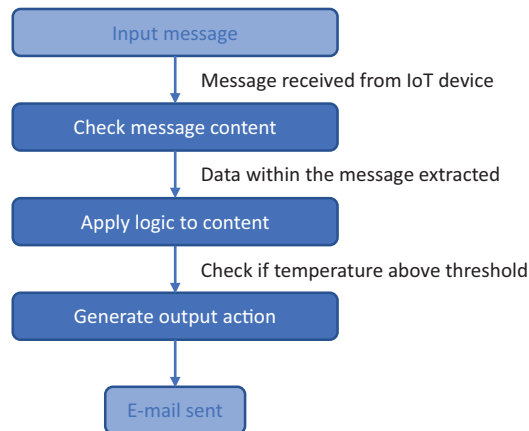 Input message
Message received from IoT device
Check message content
Data within the message extracted
Apply logic to content
Check if temperature above threshold
Generate output action
E-mail sent